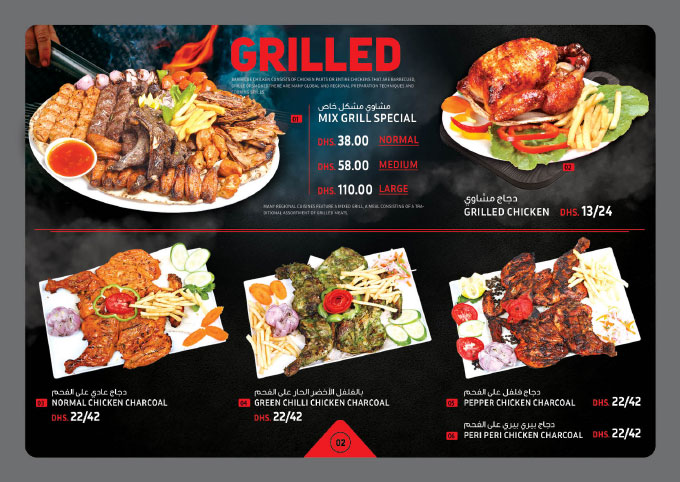 GRILLED
BARBECUE CHICKEN CONSISTS OF CHICKEN PARTS OR ENTIRE CHICKENS THAT ARE BARBECUED,
GRILLED OR SMOKED. THERE ARE MANY GLOBAL AND REGIONAL PREPARATION TECHNIQUES AND
COOKING STYLES
01
مشاوي مشكل خاص
MIX GRILL SPECIAL
DHS. 38.00 NORMAL
DHS. 58.00 MEDIUM
DHS. 110.00 LARGE
MANY REGIONAL CUISINES FEATURE A MIXED GRILL, A MEAL CONSISTING OF A TRA-
DITIONAL ASSORTMENT OF GRILLED MEATS.
02
دجاج مشاوي
GRILLED CHICKEN DHS. 13/24
دجاج عادي على الفحم
03 NORMAL CHICKEN CHARCOAL
DHS. 22/42
بالفلفل الأخضر الحار على الفحم
04 GREEN CHILLI CHICKEN CHARCOAL
DHS. 22/42
دجاج فلفل على الفحم
05 PEPPER CHICKEN CHARCOAL DHS. 22/42
دجاج بيري بيري على الفحم
06 PERI PERI CHICKEN CHARCOAL DHS. 22/42
02